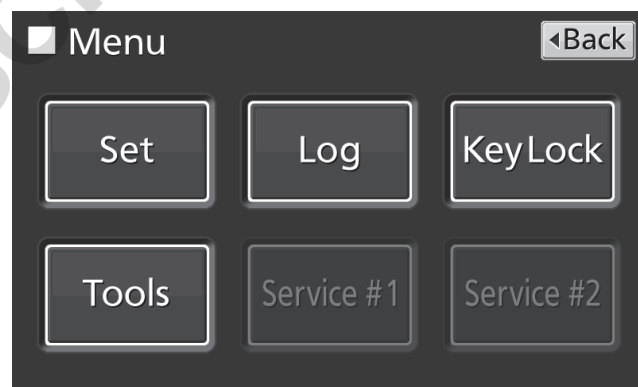 Menu
◂Back
Set
Log
KeyLock
Tools
Service #1
Service #2